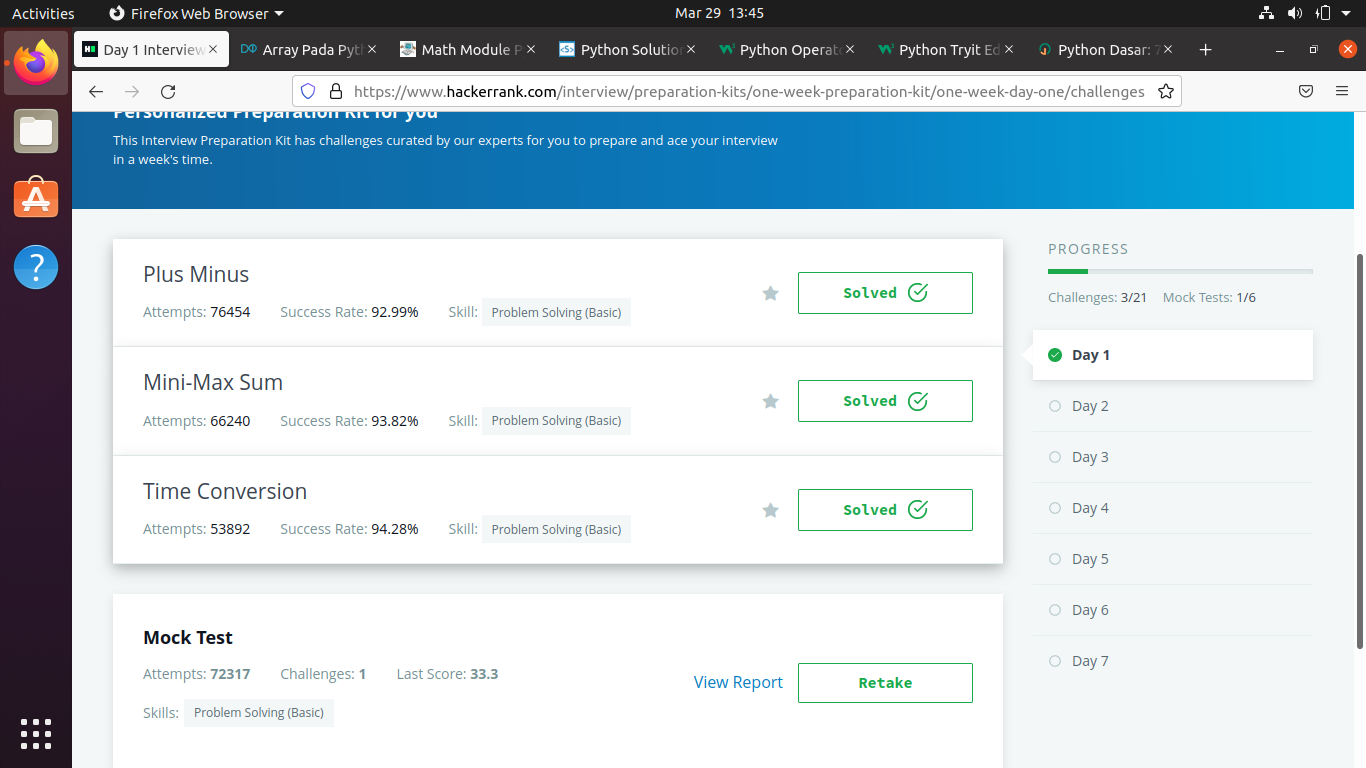 Activities
Firefox Web Browser
Mar 29 13:45
Day 1 Interview
Array Pada Pyt
Math Module P
Python Solution
Python Operat
Python Tryit Ed
Python Dasar: 7
https://www.hackerrank.com/interview/preparation-kits/one-week-preparation-kit/one-week-day-one/challenges
Personalized Preparation Kit for you
This Interview Preparation Kit has challenges curated by our experts for you to prepare and ace your interview
in a week's time.
Plus Minus
Attempts: 76454 Success Rate: 92.99% Skill: Problem Solving (Basic)
Solved
Mini-Max Sum
Attempts: 66240 Success Rate: 93.82% Skill: Problem Solving (Basic)
Solved
Time Conversion
Attempts: 53892 Success Rate: 94.28% Skill: Problem Solving (Basic)
Solved
Mock Test
Attempts: 72317 Challenges: 1 Last Score: 33.3
View Report
Retake
Skills: Problem Solving (Basic)
PROGRESS
Challenges: 3/21 Mock Tests: 1/6
Day 1
Day 2
Day 3
Day 4
Day 5
Day 6
Day 7